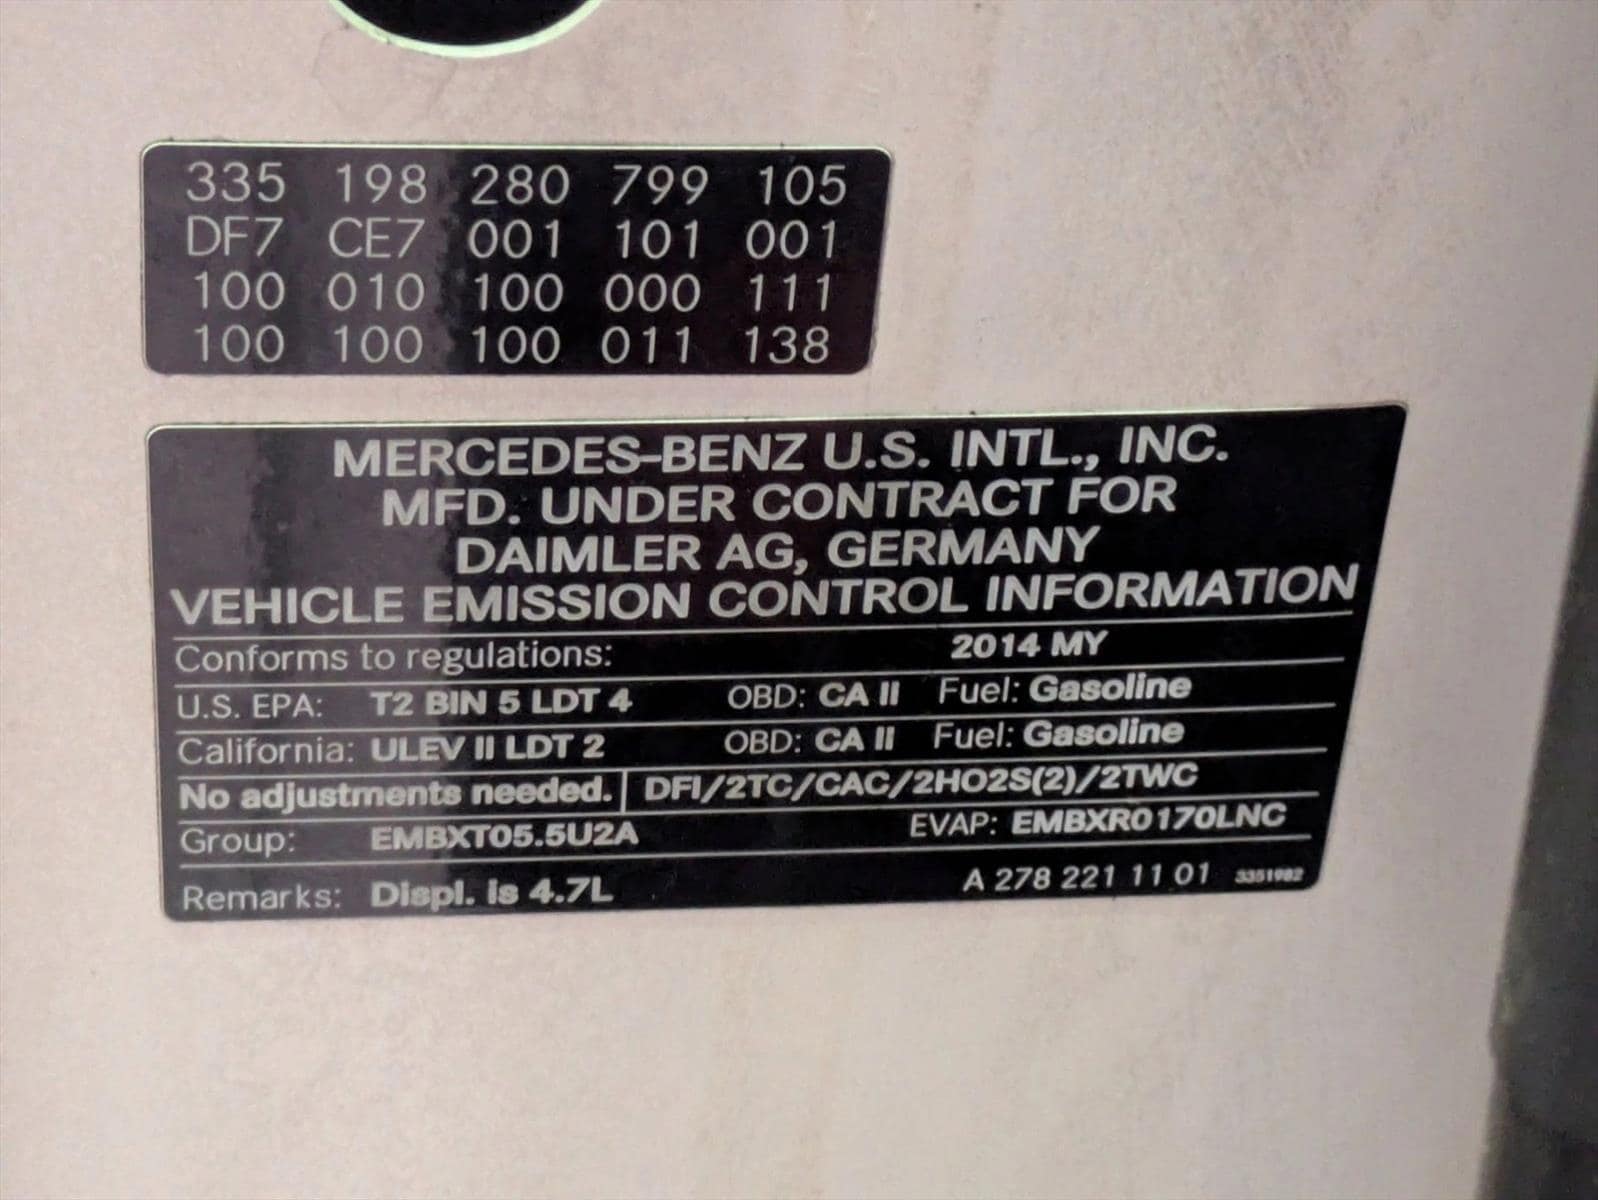 335 198 280 799 105
DF7 CE7 001 101 001
100 010 100 000 111
100 100 100 011 138
MERCEDES-BENZ U.S. INTL., INC.
MFD. UNDER CONTRACT FOR
DAIMLER AG, GERMANY
VEHICLE EMISSION CONTROL INFORMATION
Conforms to regulations: 2014 MY
U.S. EPA: T2 BIN 5 LDT 4 OBD: CA II Fuel: Gasoline
California: ULEV II LDT 2 OBD: CA II Fuel: Gasoline
No adjustments needed. DFI/2TC/CAC/2HO2S(2)/2TWC
Group: EMBXT05.5U2A EVAP: EMBXR0170LNC
Remarks: Displ. is 4.7L A 278 221 11 01 3351982